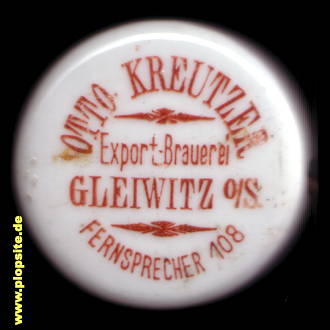 OTTO KREUTZER
Export-Brauerei
GLEIWITZ O/S.
FERNSPRECHER 108
www.plopsite.de